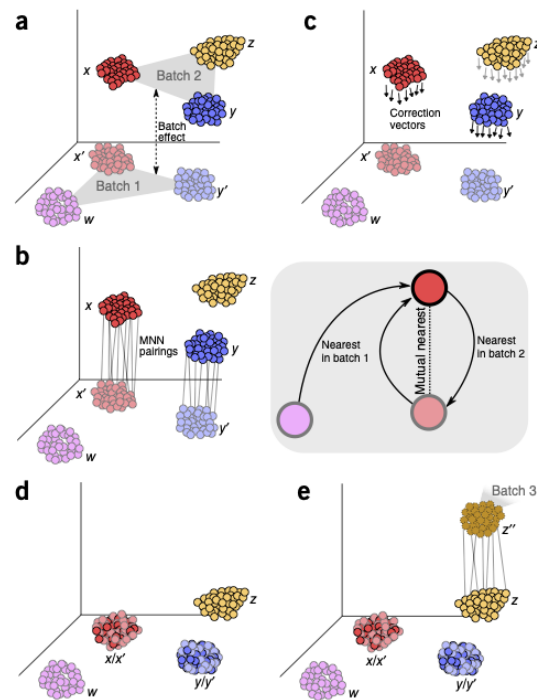 a
x
z
Batch 2
y
Batch
effect
x′
Batch 1
y′
w
c
x
z
y
Correction
vectors
x′
y′
w
b
x
z
MNN
pairings
y
x′
y′
w
Nearest
in batch 1
Mutual nearest
Nearest
in batch 2
d
z
x/x′
y/y′
w
e
Batch 3
z′′
z
x/x′
y/y′
w